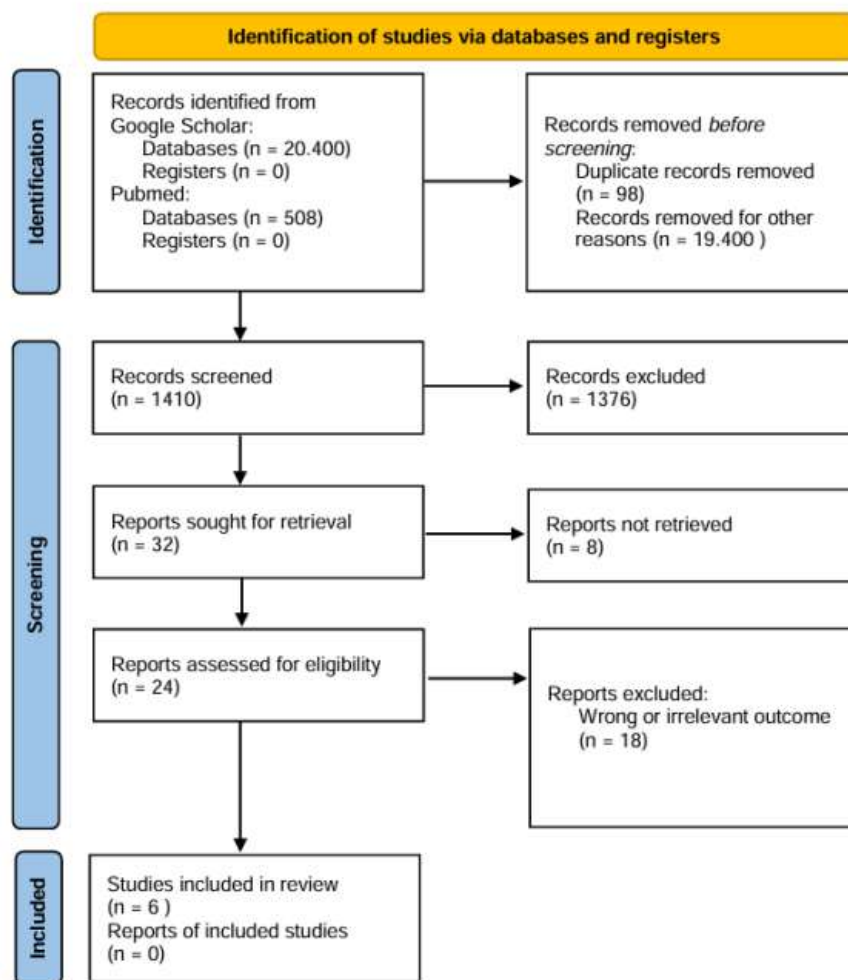 Identification of studies via databases and registers
Identification
Records identified from
Google Scholar:
Databases (n = 20.400)
Registers (n = 0)
Pubmed:
Databases (n = 508)
Registers (n = 0)
Records removed before
screening:
Duplicate records removed
(n = 98)
Records removed for other
reasons (n = 19.400 )
Screening
Records screened
(n = 1410)
Records excluded
(n = 1376)
Reports sought for retrieval
(n = 32)
Reports not retrieved
(n = 8)
Reports assessed for eligibility
(n = 24)
Reports excluded:
Wrong or irrelevant outcome
(n = 18)
Included
Studies included in review
(n = 6 )
Reports of included studies
(n = 0)